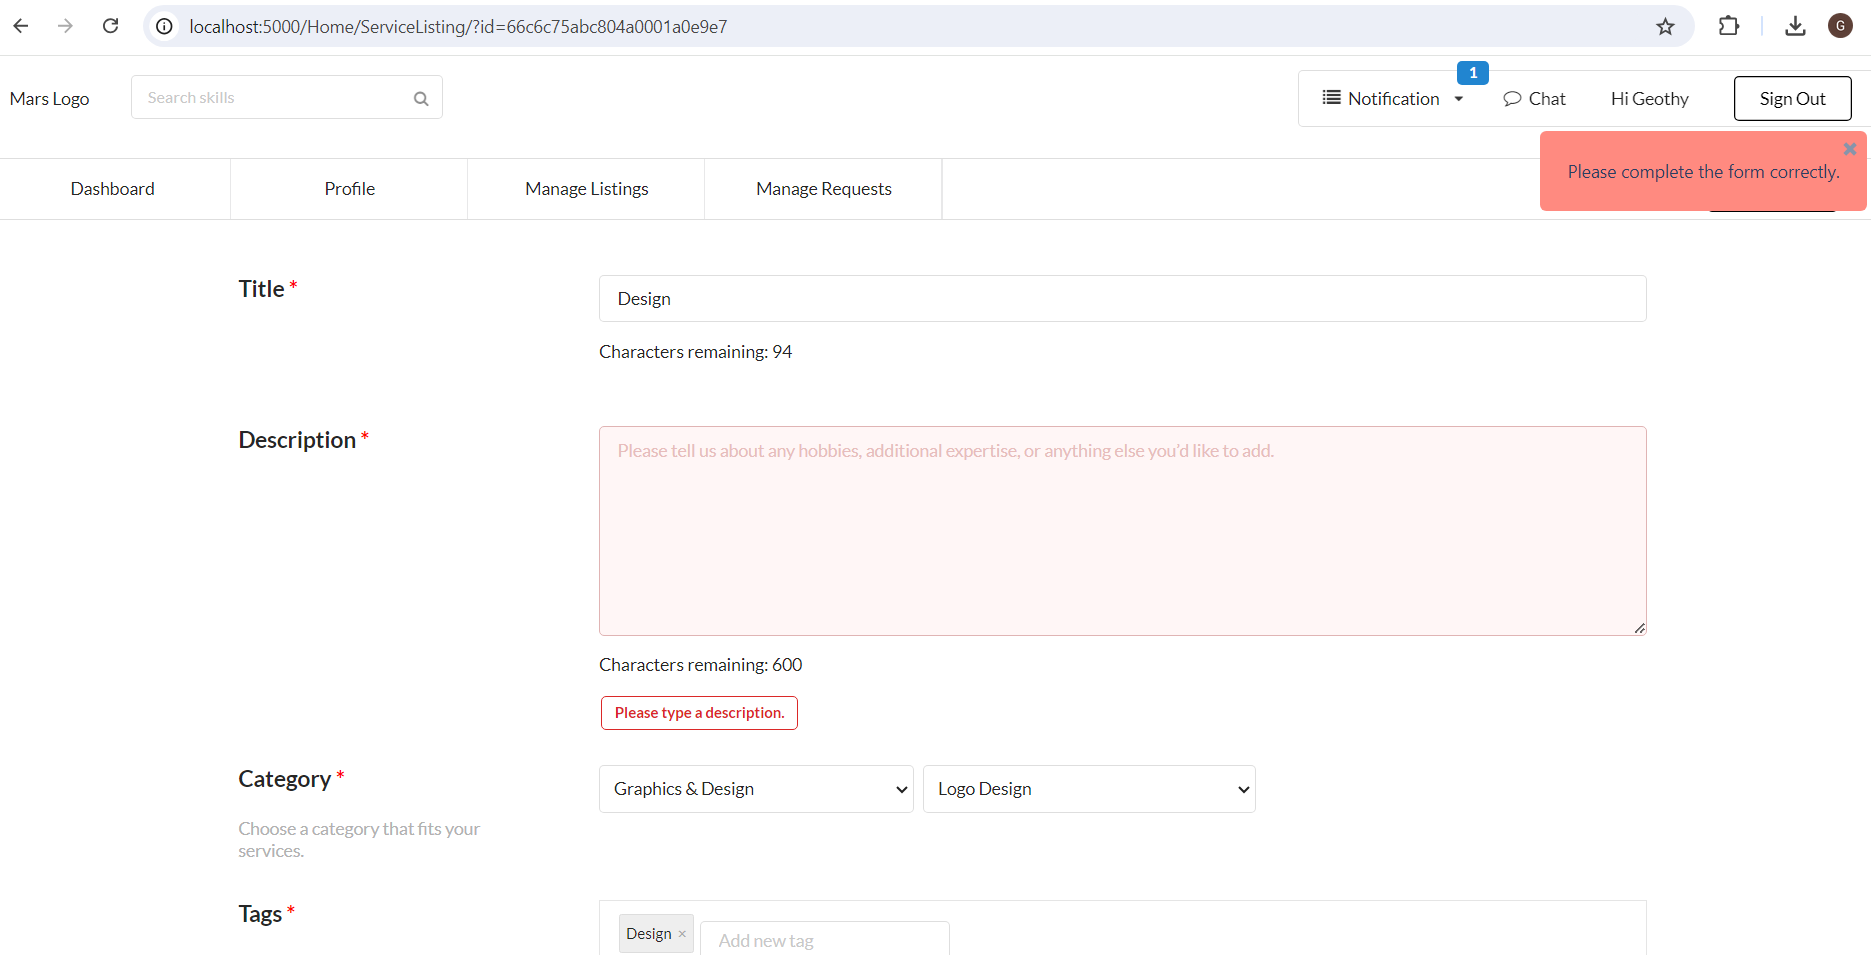 localhost:5000/Home/ServiceListing/?id=66c6c75abc804a0001a0e9e7
G
Mars Logo
Search skills
1
Notification
Chat
Hi Geothy
Sign Out
Please complete the form correctly.
Dashboard
Profile
Manage Listings
Manage Requests
Title *
Design
Characters remaining: 94
Description *
Please tell us about any hobbies, additional expertise, or anything else you'd like to add.
Characters remaining: 600
Please type a description.
Category *
Graphics & Design
Logo Design
Choose a category that fits your
services.
Tags *
Design ×
Add new tag